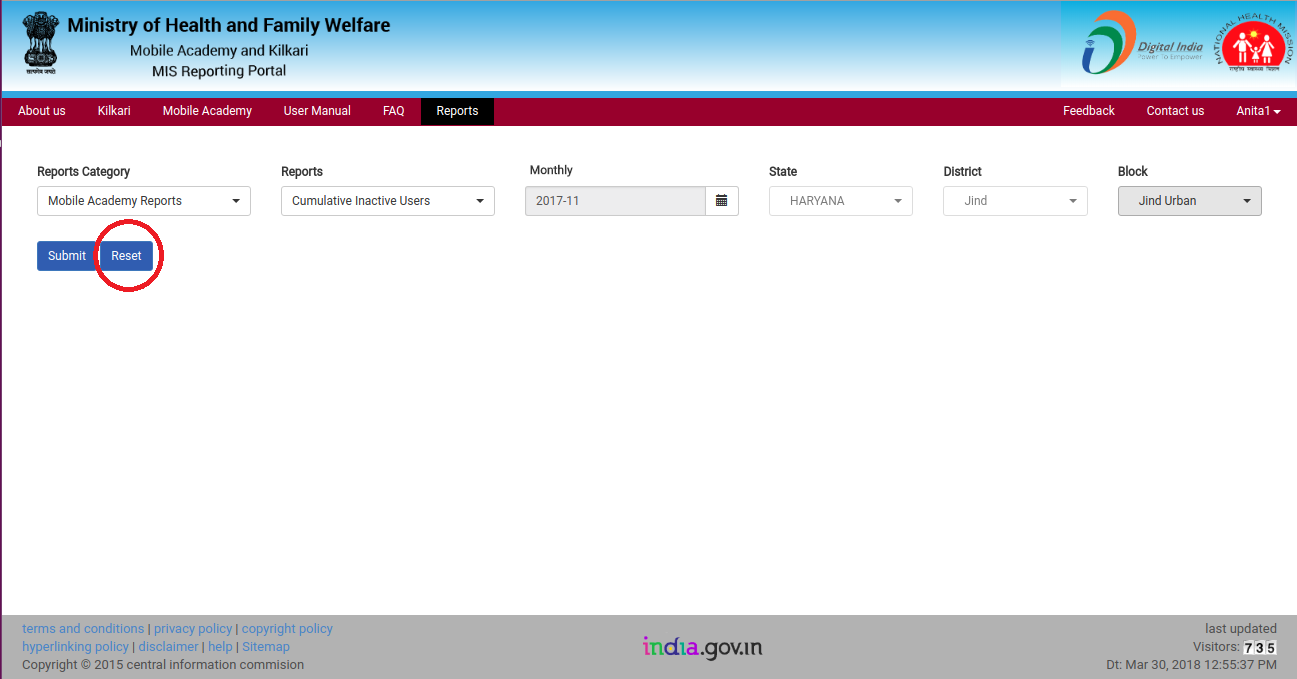 Ministry of Health and Family Welfare
Mobile Academy and Kilkari
MIS Reporting Portal
सत्यमेव जयते
Digital India
Power To Empower
NATIONAL HEALTH MISSION
राष्ट्रीय स्वास्थ्य मिशन
About us Kilkari Mobile Academy User Manual FAQ Reports Feedback Contact us Anita1
Reports Category Reports Monthly State District Block
Mobile Academy Reports Cumulative Inactive Users 2017-11 HARYANA Jind Jind Urban
Submit Reset
terms and conditions | privacy policy | copyright policy
hyperlinking policy | disclaimer | help | Sitemap
Copyright © 2015 central information commision
india.gov.in
last updated
Visitors: 735
Dt: Mar 30, 2018 12:55:37 PM